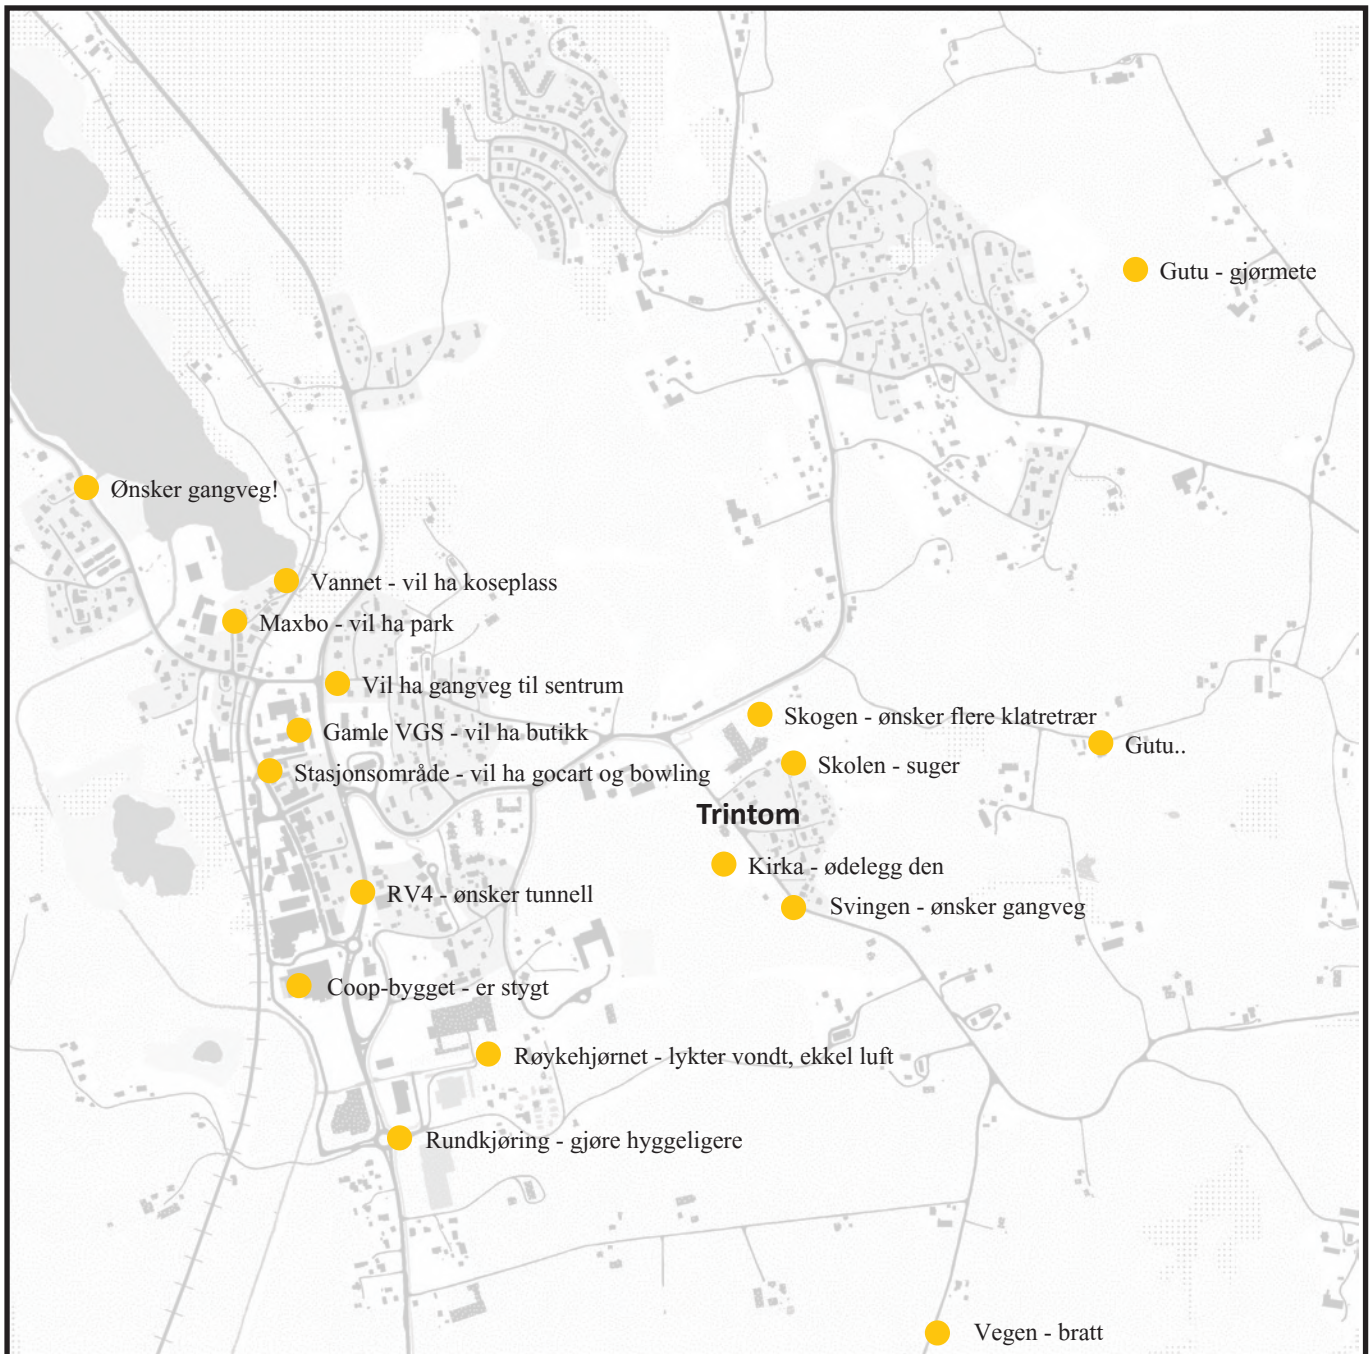 Gutu - gjørmete
Ønsker gangveg!
Vannet - vil ha koseplass
Maxbo - vil ha park
Vil ha gangveg til sentrum
Skogen - ønsker flere klatretrær
Gamle VGS - vil ha butikk
Gutu..
Skolen - suger
Stasjonsområde - vil ha gocart og bowling
Trintom
Kirka - ødelegg den
RV4 - ønsker tunnell
Svingen - ønsker gangveg
Coop-bygget - er stygt
Røykehjørnet - lykter vondt, ekkel luft
Rundkjøring - gjøre hyggeligere
Vegen - bratt